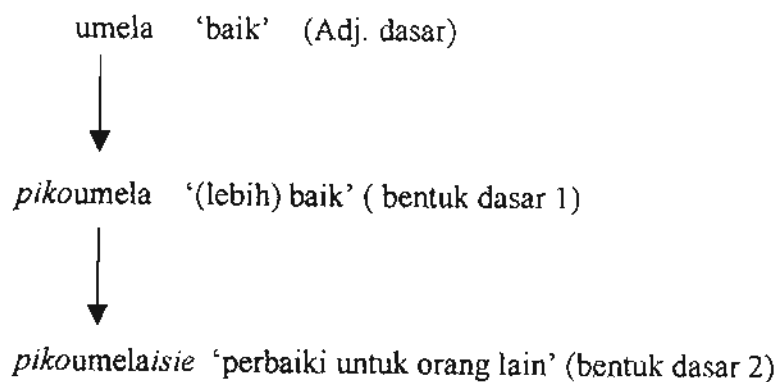 umela ‘baik’ (Adj. dasar)
pikoumela ‘(lebih) baik’ ( bentuk dasar 1)
pikoumelaisie ‘perbaiki untuk orang lain’ (bentuk dasar 2)